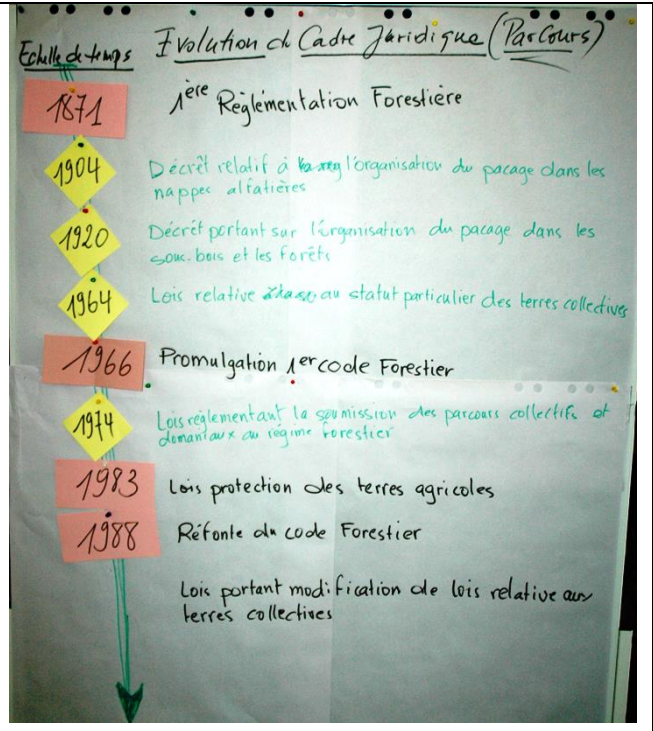 Evolution du Cadre Juridique (Parcours)
Echelle de temps
1871
1ère Règlémentation Forestière
1904
Décrêt relatif à l'organisation du pacage dans les
nappes alfatières
1920
Décrêt portant sur l'organisation du pacage dans les
sous-bois et les forêts
1964
Lois relative au statut particulier des terres collectives
1966
Promulgation 1er code Forestier
1974
Lois réglementant la soumission des parcours collectifs et
domaniaux au régime forestier
1983
Lois protection des terres agricoles
1988
Réfonte du code Forestier
Lois portant modification de lois relative aux
terres collectives